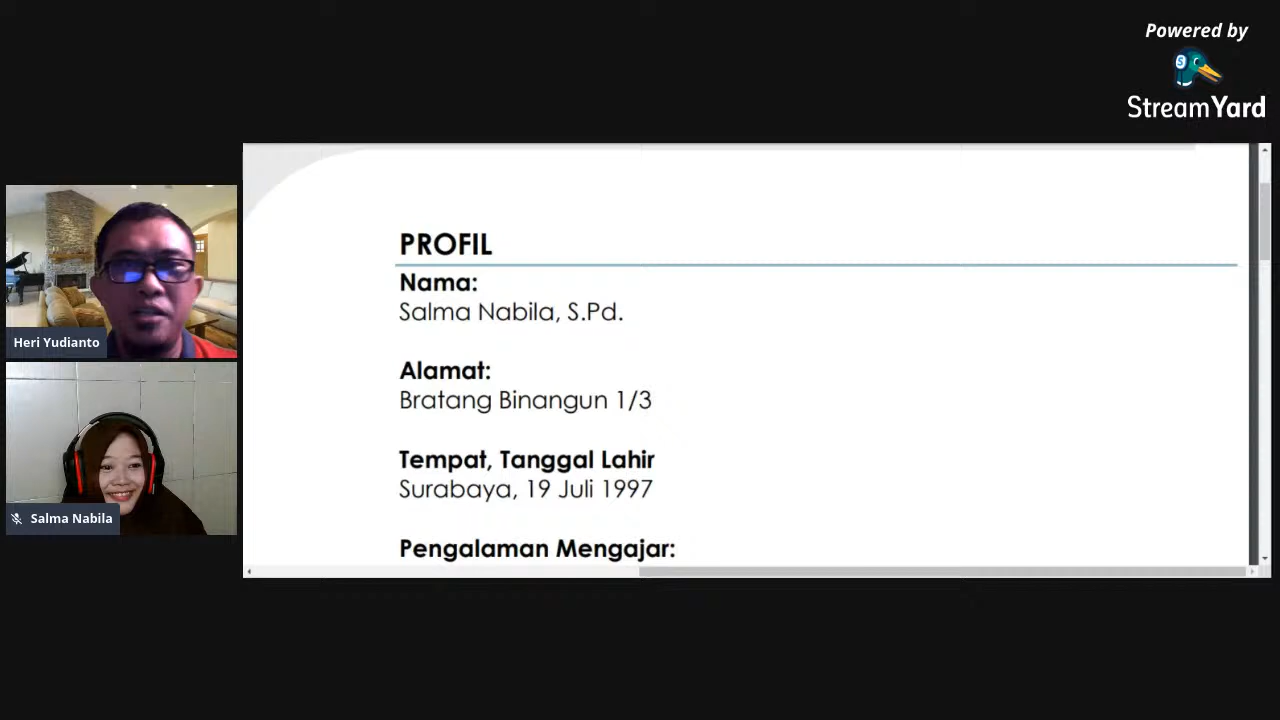 Powered by
StreamYard
PROFIL
Nama:
Salma Nabila, S.Pd.
Alamat:
Bratang Binangun 1/3
Tempat, Tanggal Lahir
Surabaya, 19 Juli 1997
Pengalaman Mengajar:
Heri Yudianto
Salma Nabila